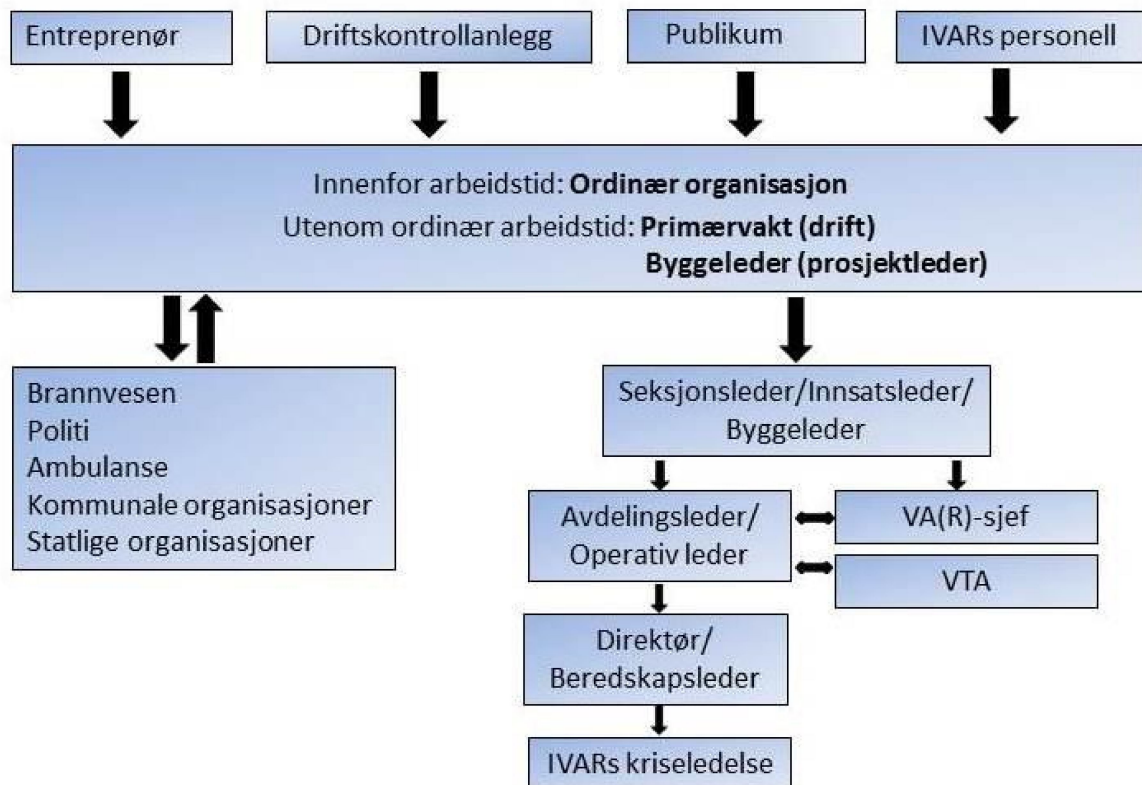 Entreprenør
Driftskontrollanlegg
Publikum
IVARs personell
Innenfor arbeidstid: Ordinær organisasjon
Utenom ordinær arbeidstid: Primærvakt (drift)
Byggeleder (prosjektleder)
Brannvesen
Politi
Ambulanse
Kommunale organisasjoner
Statlige organisasjoner
Seksjonsleder/Innsatsleder/
Byggeleder
Avdelingsleder/
Operativ leder
VA(R)-sjef
VTA
Direktør/
Beredskapsleder
IVARs kriseledelse